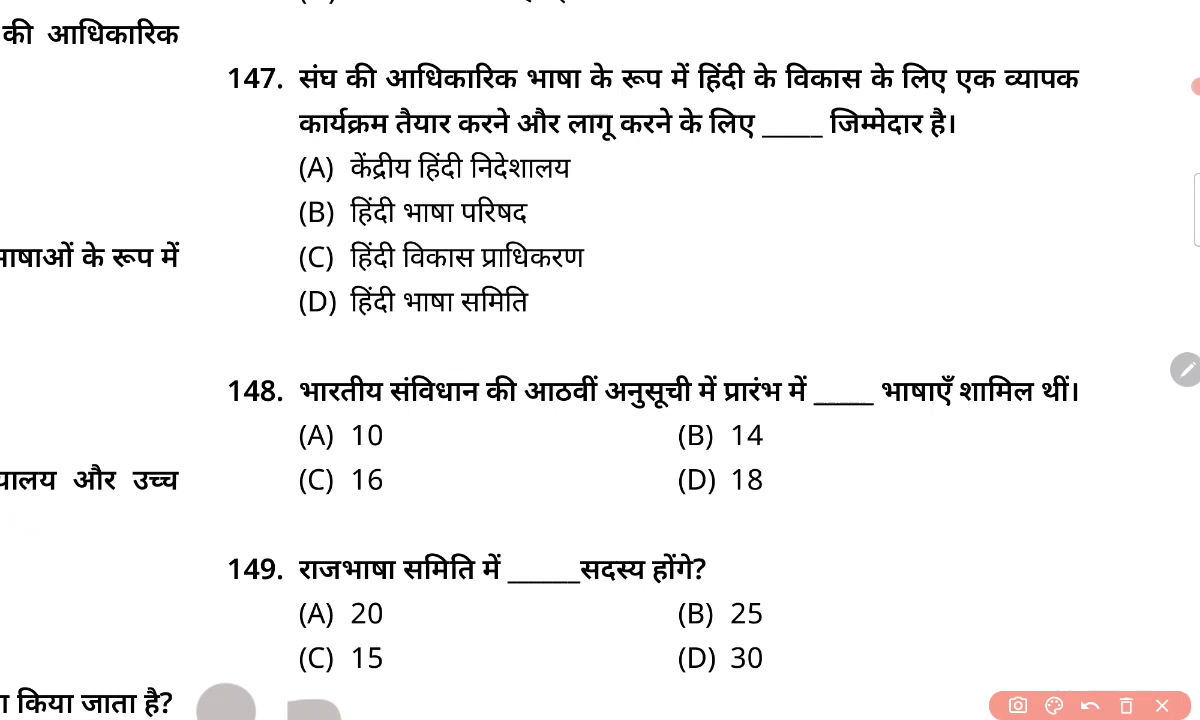 की आधिकारिक
भाषाओं के रूप में
और उच्च
किया जाता है?
147. संघ की आधिकारिक भाषा के रूप में हिंदी के विकास के लिए एक व्यापक
कार्यक्रम तैयार करने और लागू करने के लिए _____ जिम्मेदार है।
(A) केंद्रीय हिंदी निदेशालय
(B) हिंदी भाषा परिषद
(C) हिंदी विकास प्राधिकरण
(D) हिंदी भाषा समिति
148. भारतीय संविधान की आठवीं अनुसूची में प्रारंभ में _____ भाषाएँ शामिल थीं।
(A) 10 (B) 14
(C) 16 (D) 18
149. राजभाषा समिति में ______सदस्य होंगे?
(A) 20 (B) 25
(C) 15 (D) 30